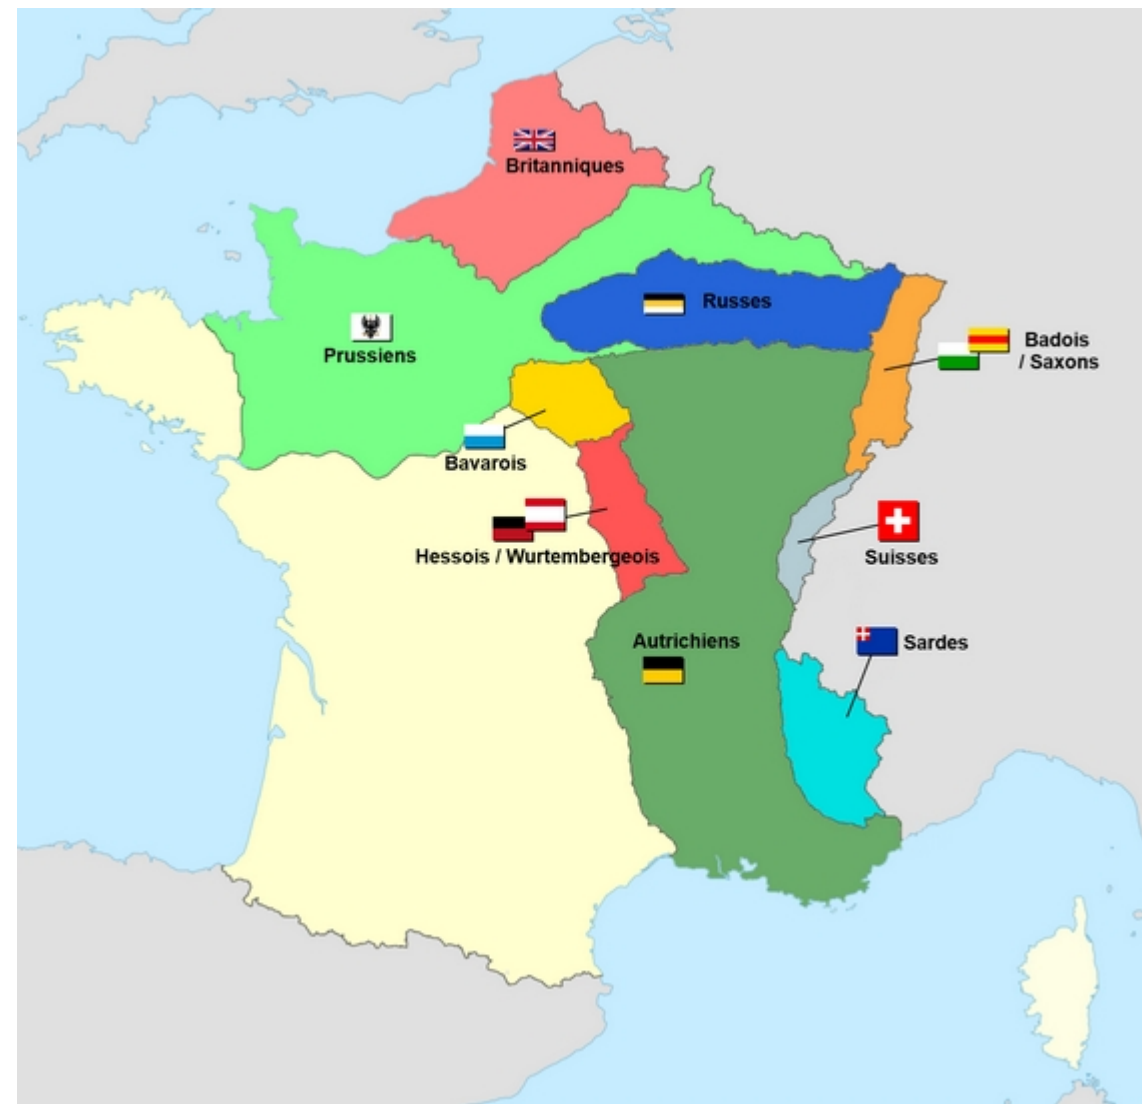 Britanniques
Russes
Prussiens
Badois
/ Saxons
Bavarois
Hessois / Wurtembergeois
Suisses
Autrichiens
Sardes